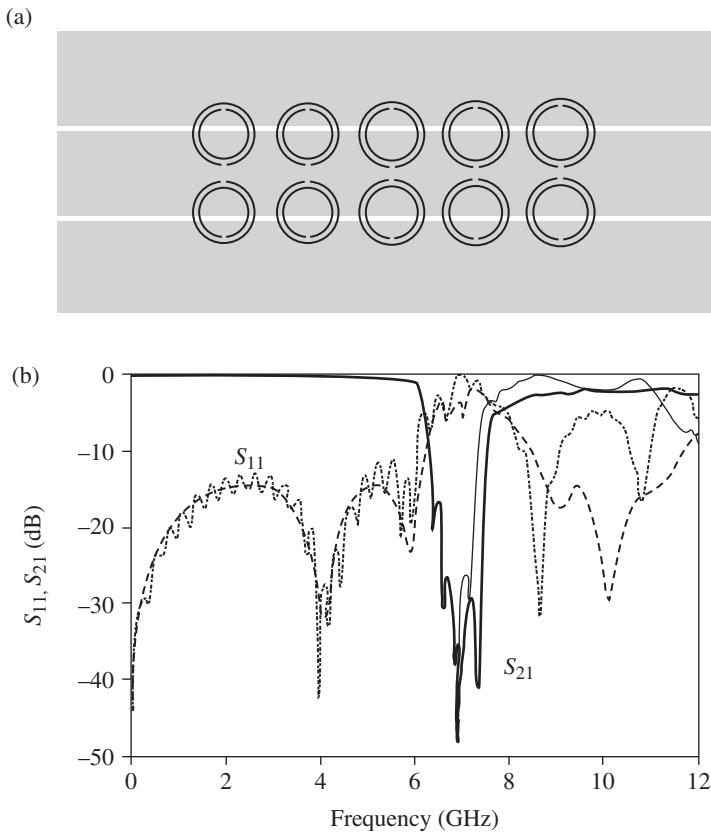 (a)
(b)
0
–10
–20
–30
–40
–50
S11, S21 (dB)
S11
S21
0 2 4 6 8 10 12
Frequency (GHz)